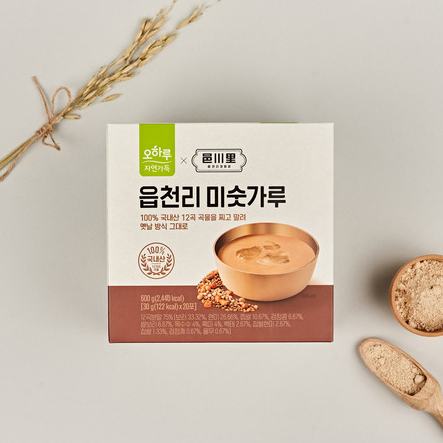 오하루
자연가득
×
邑川里
읍천리 미숫가루
100% 국내산 12곡 곡물을 찌고 말려
옛날 방식 그대로
100%
국내산
600 g(2,440 kcal)
[30 g(122 kcal) x 20포]